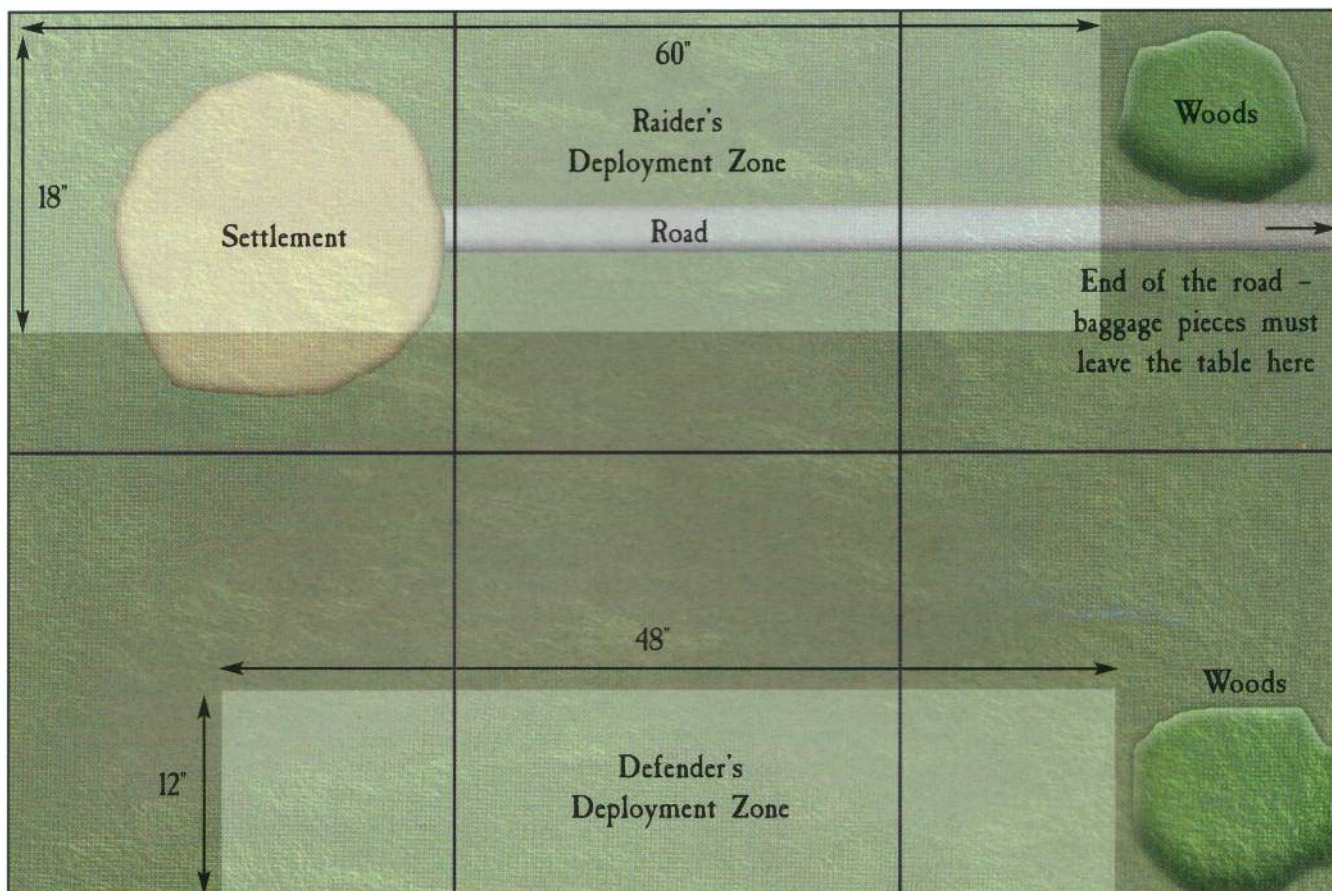 60"
Raider's
Deployment Zone
Woods
18"
Settlement
Road
End of the road –
baggage pieces must
leave the table here
48"
Woods
12"
Defender's
Deployment Zone